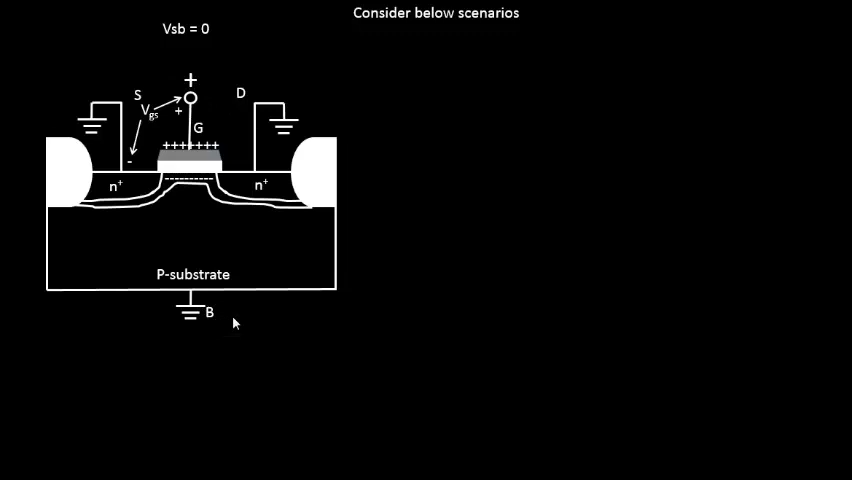 Consider below scenarios
Vsb = 0
+
S
D
Vgs
+
G
+++++++
-
n+
n+
--------
P-substrate
B